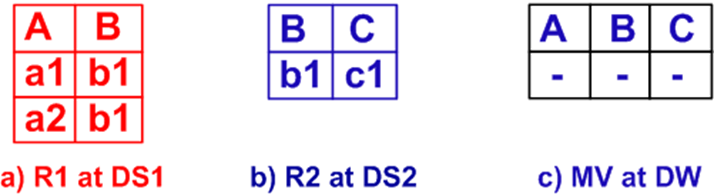 A B
a1 b1
a2 b1
a) R1 at DS1
B C
b1 c1
b) R2 at DS2
A B C
- - -
c) MV at DW